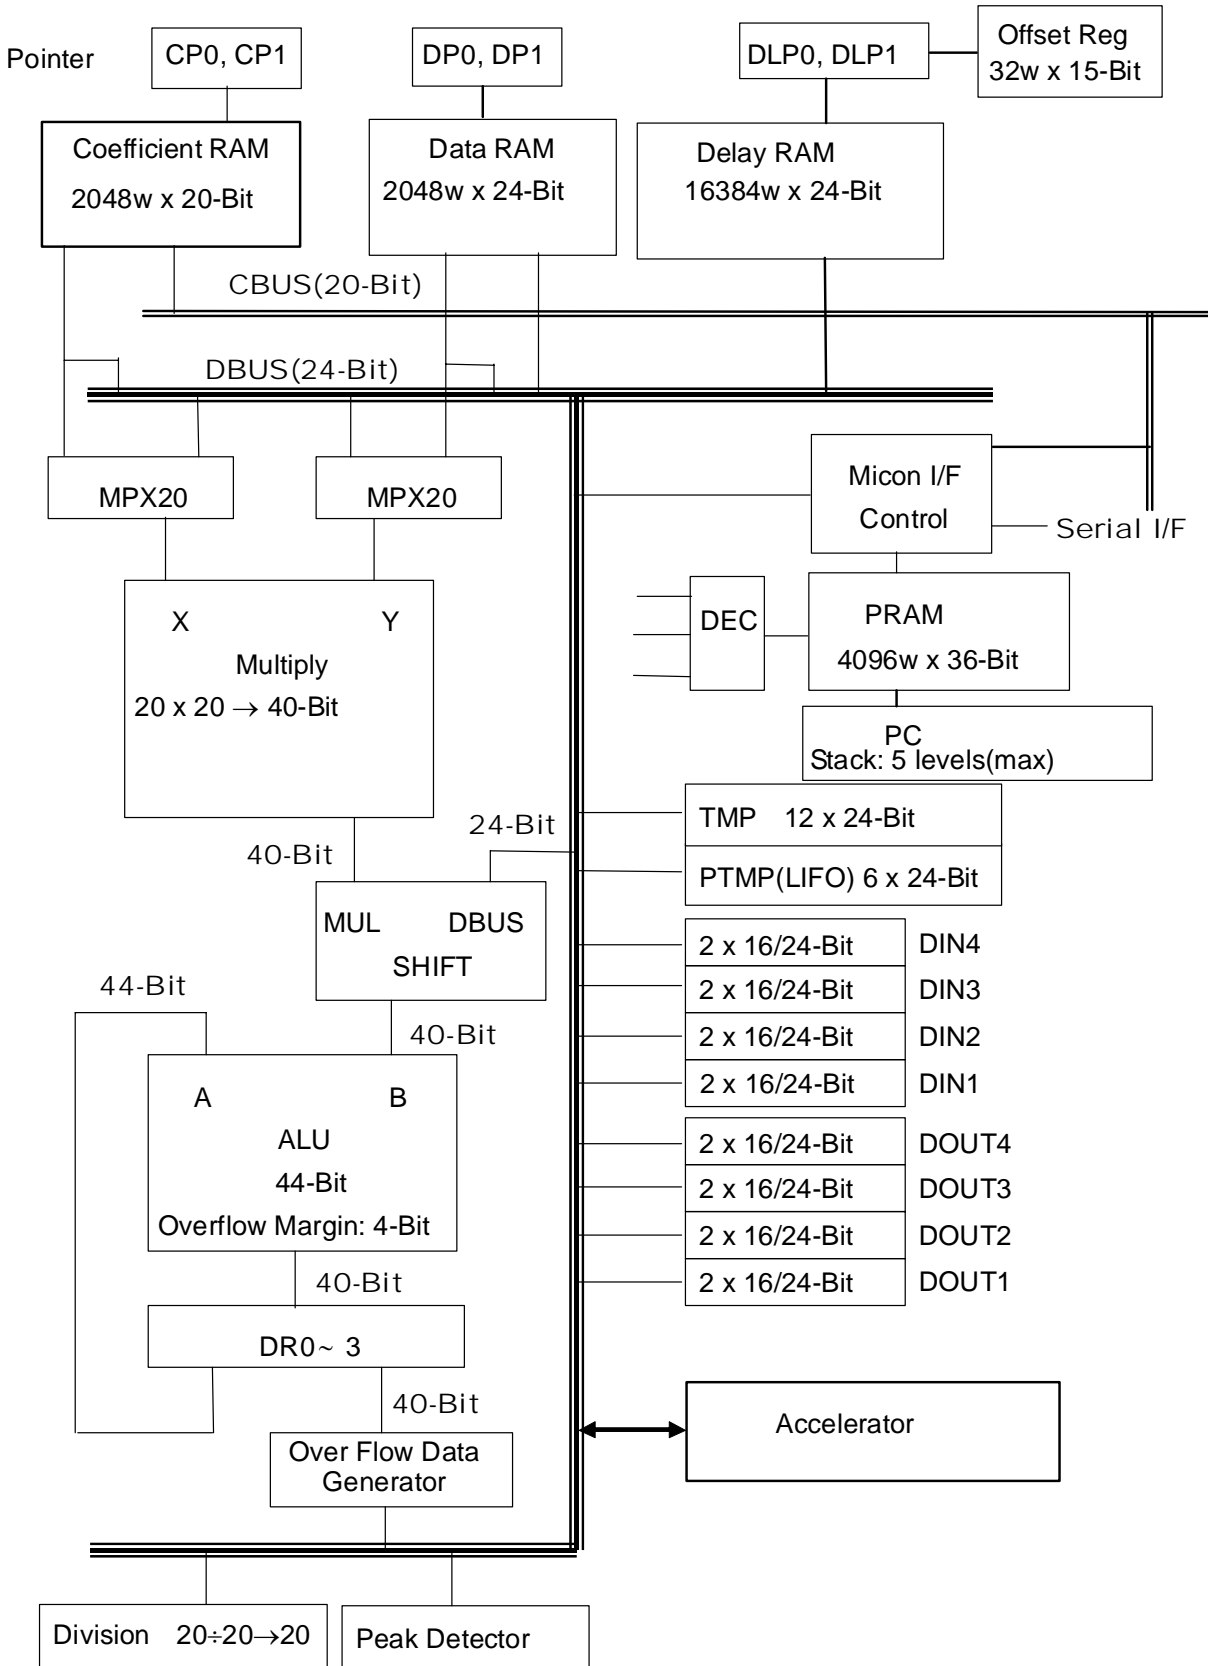 Pointer
CP0, CP1
DP0, DP1
DLP0, DLP1
Offset Reg
32w x 15-Bit
Coefficient RAM
2048w x 20-Bit
Data RAM
2048w x 24-Bit
Delay RAM
16384w x 24-Bit
CBUS(20-Bit)
DBUS(24-Bit)
MPX20
MPX20
Micon I/F
Control
Serial I/F
X Y
Multiply
20 x 20 → 40-Bit
DEC
PRAM
4096w x 36-Bit
PC
Stack: 5 levels(max)
40-Bit
24-Bit
TMP 12 x 24-Bit
PTMP(LIFO) 6 x 24-Bit
MUL DBUS
SHIFT
2 x 16/24-Bit DIN4
2 x 16/24-Bit DIN3
2 x 16/24-Bit DIN2
2 x 16/24-Bit DIN1
44-Bit
40-Bit
A B
ALU
44-Bit
Overflow Margin: 4-Bit
2 x 16/24-Bit DOUT4
2 x 16/24-Bit DOUT3
2 x 16/24-Bit DOUT2
2 x 16/24-Bit DOUT1
40-Bit
DR0~ 3
40-Bit
Over Flow Data
Generator
Accelerator
Division 20÷20→20
Peak Detector